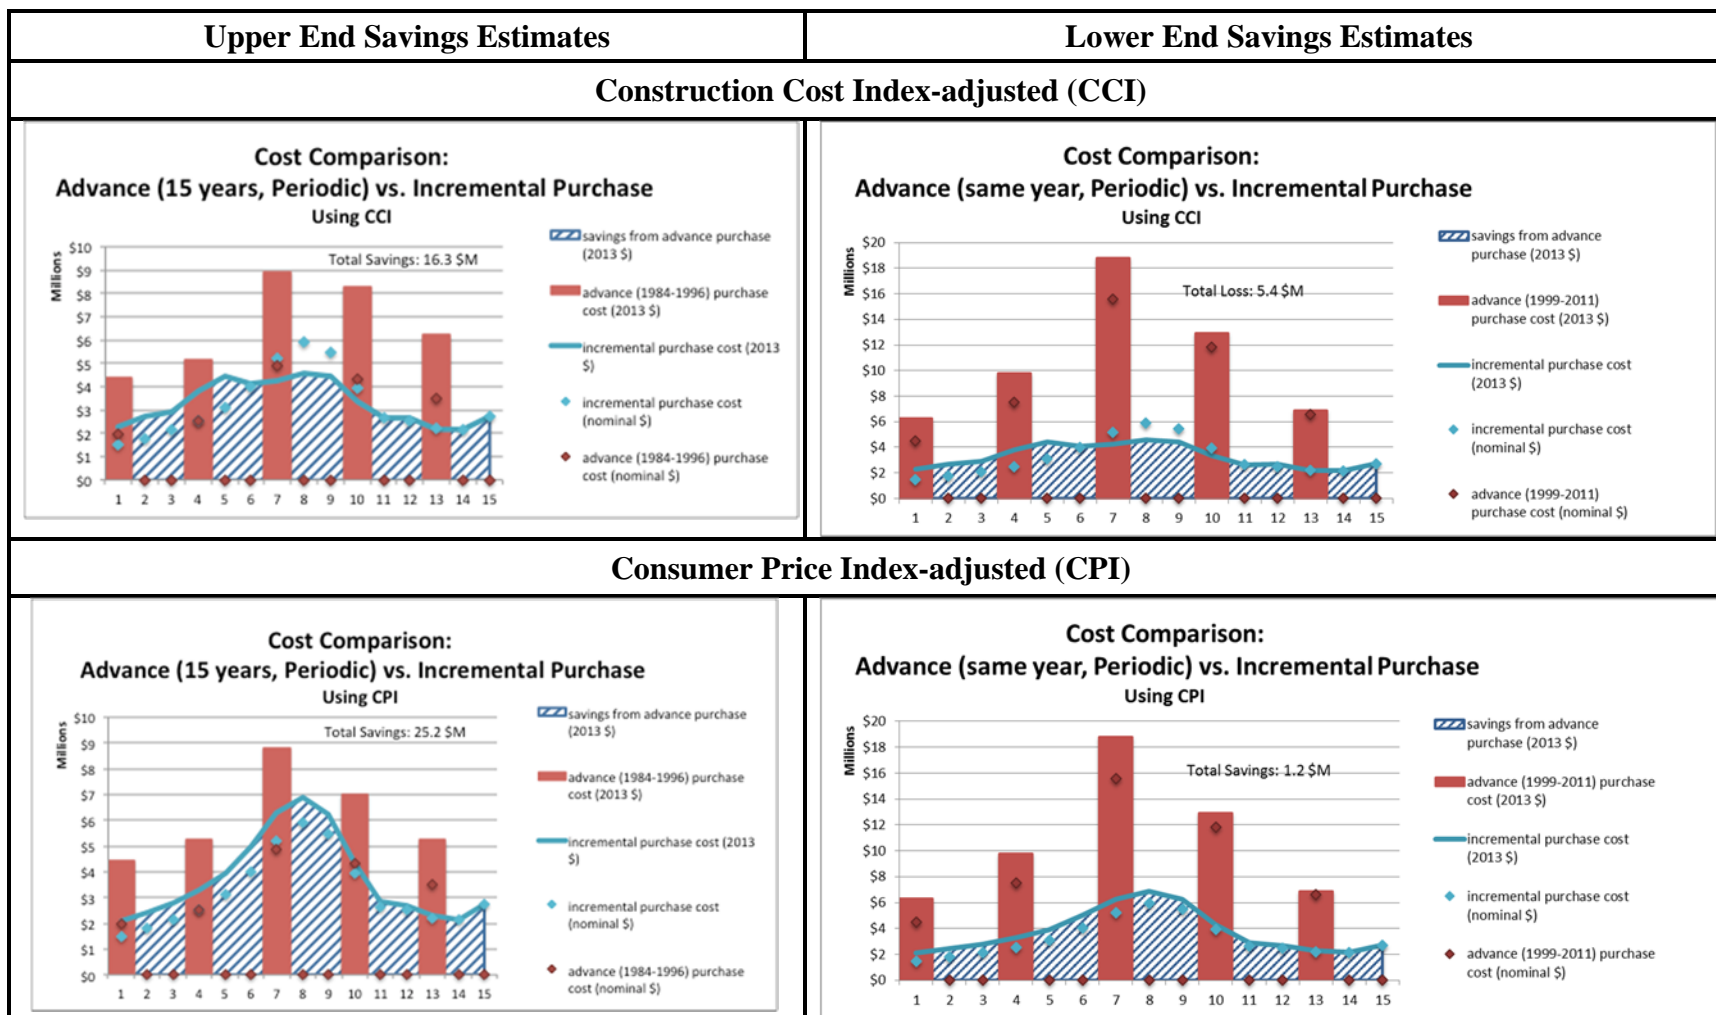 Upper End Savings Estimates
Lower End Savings Estimates
Construction Cost Index-adjusted (CCI)
Cost Comparison:
Advance (15 years, Periodic) vs. Incremental Purchase
Using CCI
Millions
$10
$9
$8
$7
$6
$5
$4
$3
$2
$1
$0
Total Savings: 16.3 $M
1 2 3 4 5 6 7 8 9 10 11 12 13 14 15
savings from advance purchase
(2013 $)
advance (1984-1996) purchase
cost (2013 $)
incremental purchase cost (2013
$)
incremental purchase cost
(nominal $)
advance (1984-1996) purchase
cost (nominal $)
Cost Comparison:
Advance (same year, Periodic) vs. Incremental Purchase
Using CCI
Millions
$20
$18
$16
$14
$12
$10
$8
$6
$4
$2
$0
Total Loss: 5.4 $M
1 2 3 4 5 6 7 8 9 10 11 12 13 14 15
savings from advance
purchase (2013 $)
advance (1999-2011)
purchase cost (2013 $)
incremental purchase cost
(2013 $)
incremental purchase cost
(nominal $)
advance (1999-2011)
purchase cost (nominal $)
Consumer Price Index-adjusted (CPI)
Cost Comparison:
Advance (15 years, Periodic) vs. Incremental Purchase
Using CPI
Millions
$10
$9
$8
$7
$6
$5
$4
$3
$2
$1
$0
Total Savings: 25.2 $M
1 2 3 4 5 6 7 8 9 10 11 12 13 14 15
savings from advance purchase
(2013 $)
advance (1984-1996) purchase
cost (2013 $)
incremental purchase cost (2013
$)
incremental purchase cost
(nominal $)
advance (1984-1996) purchase
cost (nominal $)
Cost Comparison:
Advance (same year, Periodic) vs. Incremental Purchase
Using CPI
Millions
$20
$18
$16
$14
$12
$10
$8
$6
$4
$2
$0
Total Savings: 1.2 $M
1 2 3 4 5 6 7 8 9 10 11 12 13 14 15
savings from advance
purchase (2013 $)
advance (1999-2011) purchase
cost (2013 $)
incremental purchase cost
(2013 $)
incremental purchase cost
(nominal $)
advance (1999-2011) purchase
cost (nominal $)